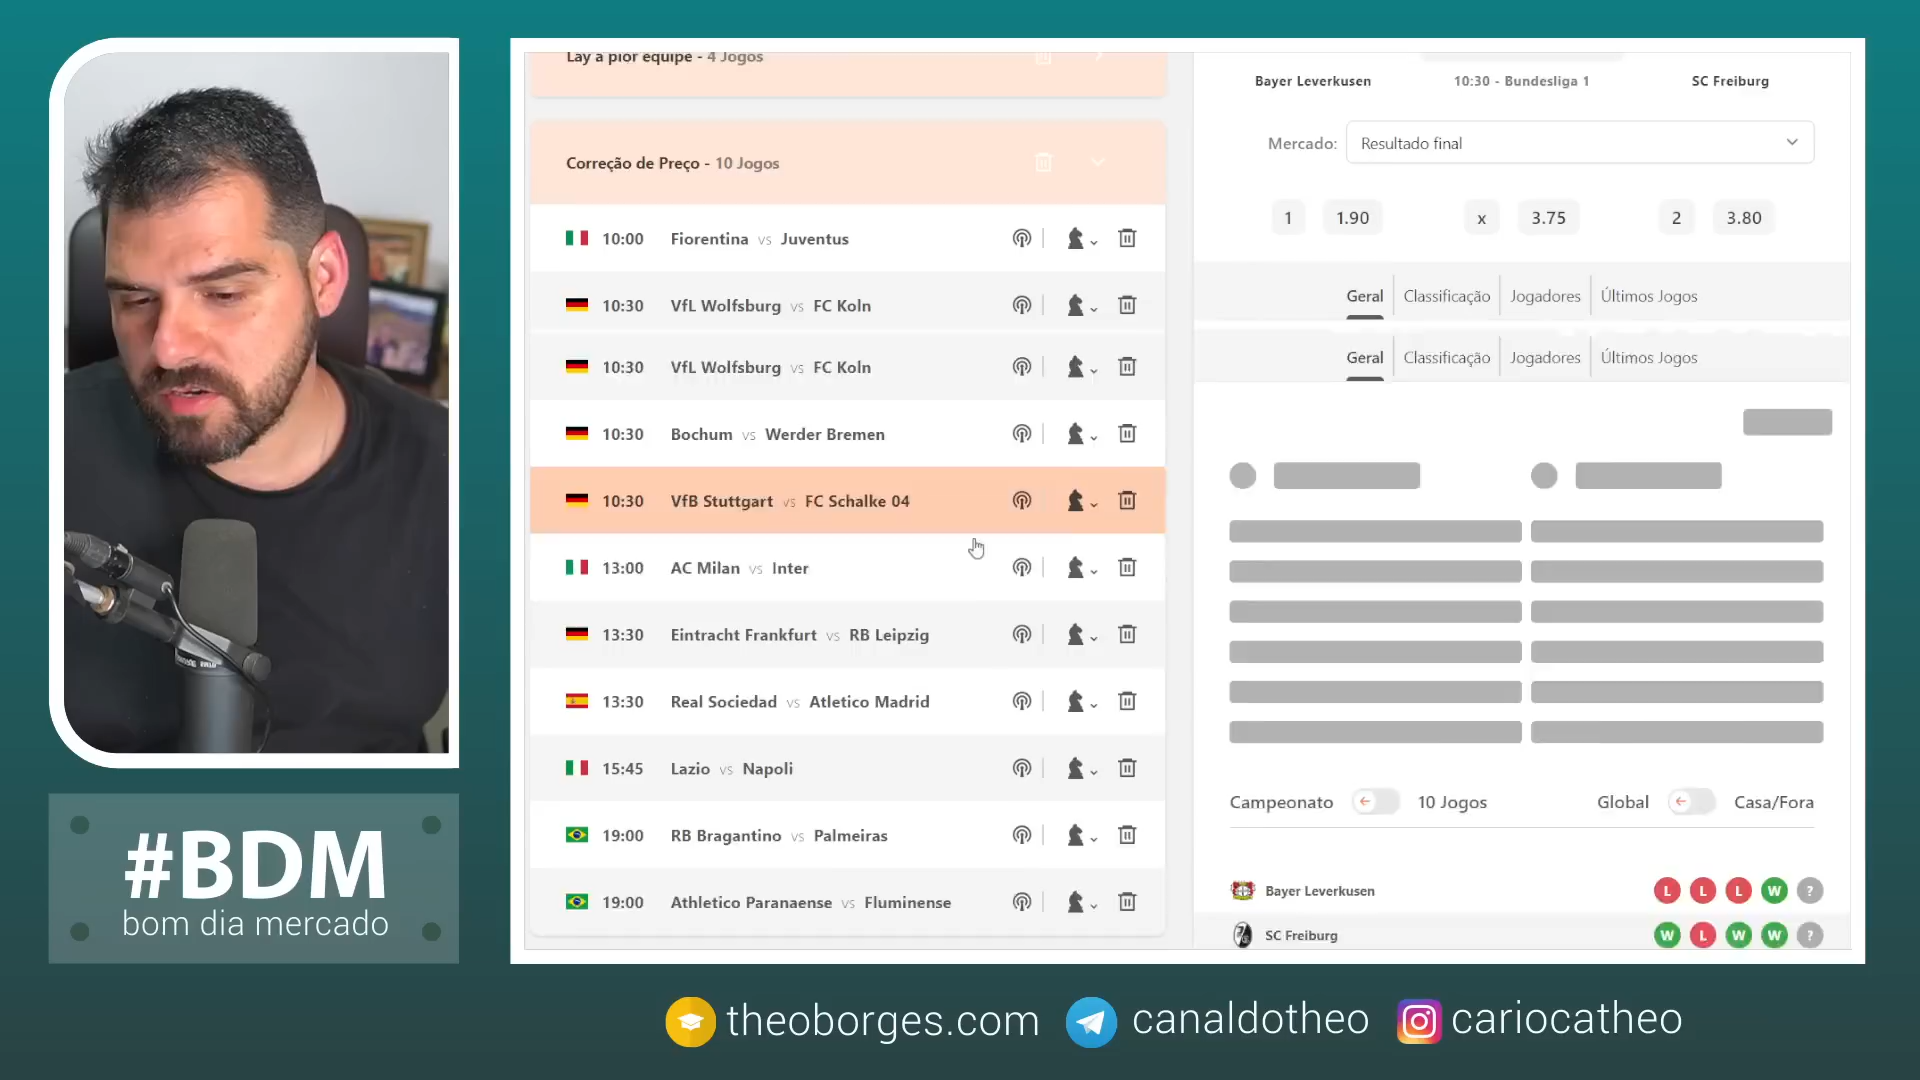 Lay a pior equipe - 4 Jogos
Correção de Preço - 10 Jogos
10:00 Fiorentina vs Juventus
10:30 VfL Wolfsburg vs FC Koln
10:30 VfL Wolfsburg vs FC Koln
10:30 Bochum vs Werder Bremen
10:30 VfB Stuttgart vs FC Schalke 04
13:00 AC Milan vs Inter
13:30 Eintracht Frankfurt vs RB Leipzig
13:30 Real Sociedad vs Atletico Madrid
15:45 Lazio vs Napoli
19:00 RB Bragantino vs Palmeiras
19:00 Athletico Paranaense vs Fluminense
Bayer Leverkusen 10:30 - Bundesliga 1 SC Freiburg
Mercado: Resultado final
1 1.90 x 3.75 2 3.80
Geral Classificação Jogadores Últimos Jogos
Geral Classificação Jogadores Últimos Jogos
Campeonato 10 Jogos Global Casa/Fora
Bayer Leverkusen L L L W ?
SC Freiburg W L W W ?
#BDM
bom dia mercado
theoborges.com canaldotheo cariocatheo